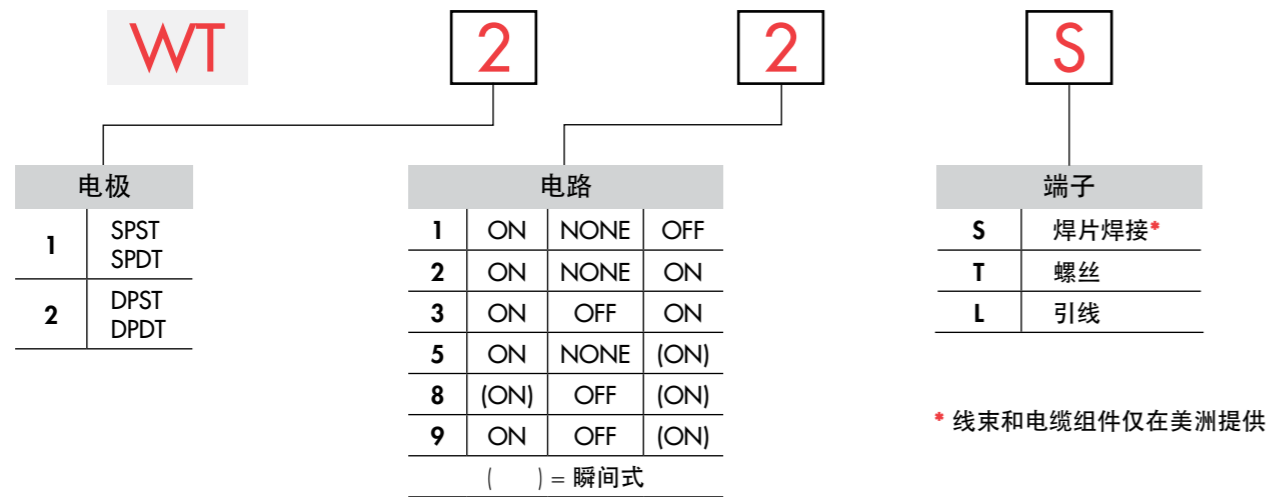 WT 2 2 S
电极
1 SPST
SPDT
2 DPST
DPDT
电路
1 ON NONE OFF
2 ON NONE ON
3 ON OFF ON
5 ON NONE (ON)
8 (ON) OFF (ON)
9 ON OFF (ON)
( ) = 瞬间式
端子
S 焊片焊接*
T 螺丝
L 引线
* 线束和电缆组件仅在美洲提供